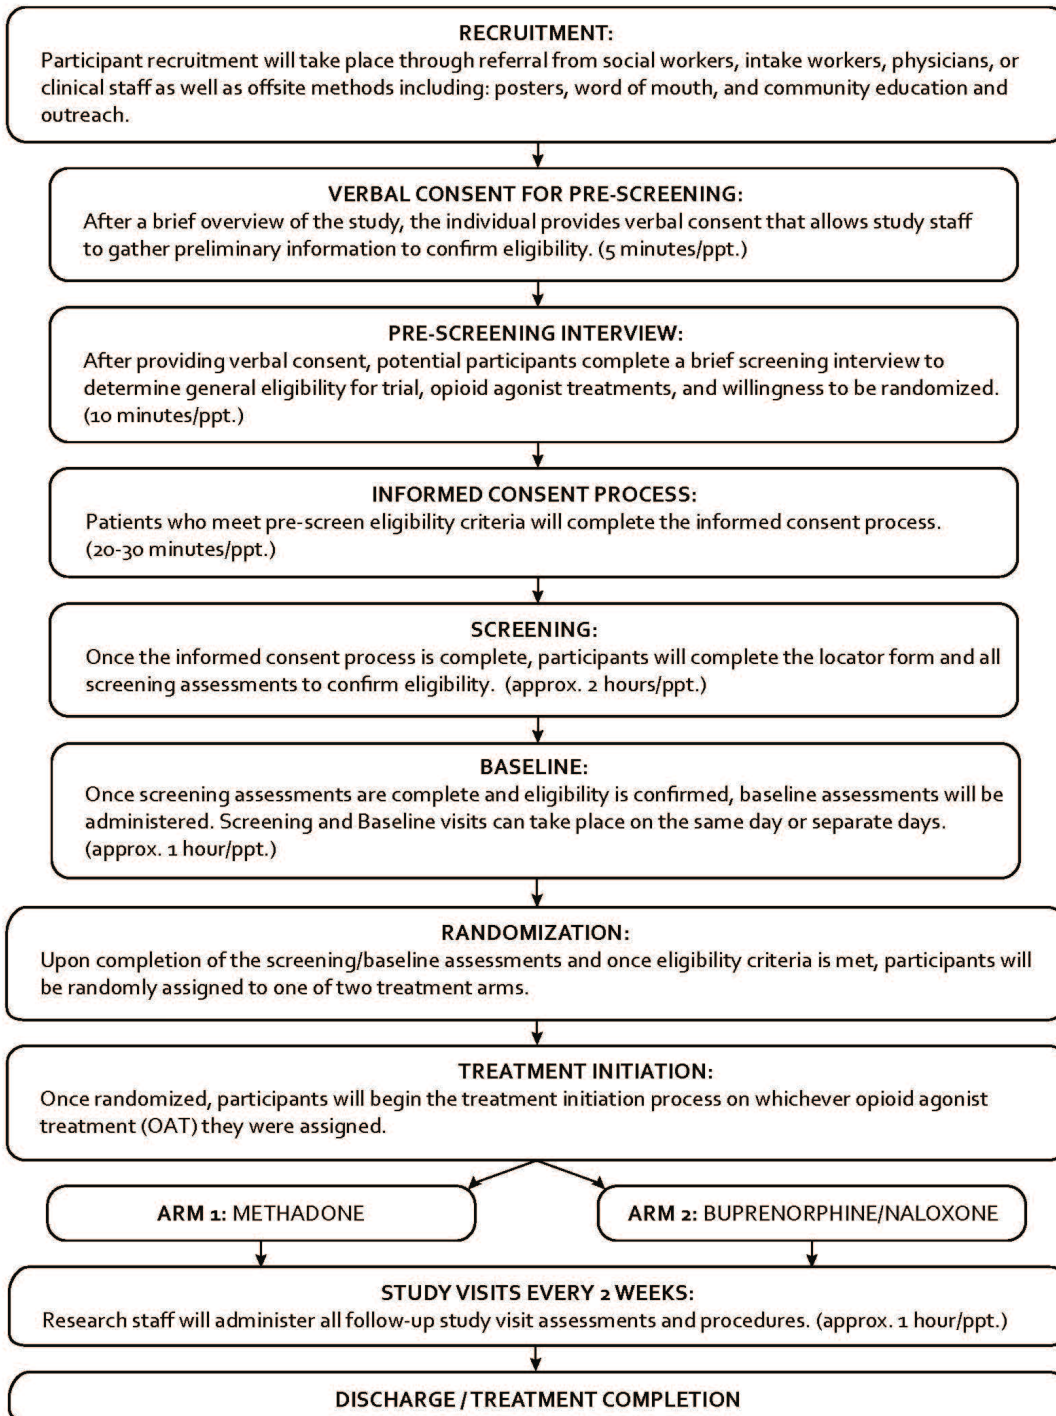 RECRUITMENT:
Participant recruitment will take place through referral from social workers, intake workers, physicians, or
clinical staff as well as offsite methods including: posters, word of mouth, and community education and
outreach.
VERBAL CONSENT FOR PRE-SCREENING:
After a brief overview of the study, the individual provides verbal consent that allows study staff
to gather preliminary information to confirm eligibility. (5 minutes/ppt.)
PRE-SCREENING INTERVIEW:
After providing verbal consent, potential participants complete a brief screening interview to
determine general eligibility for trial, opioid agonist treatments, and willingness to be randomized.
(10 minutes/ppt.)
INFORMED CONSENT PROCESS:
Patients who meet pre-screen eligibility criteria will complete the informed consent process.
(20-30 minutes/ppt.)
SCREENING:
Once the informed consent process is complete, participants will complete the locator form and all
screening assessments to confirm eligibility. (approx. 2 hours/ppt.)
BASELINE:
Once screening assessments are complete and eligibility is confirmed, baseline assessments will be
administered. Screening and Baseline visits can take place on the same day or separate days.
(approx. 1 hour/ppt.)
RANDOMIZATION:
Upon completion of the screening/baseline assessments and once eligibility criteria is met, participants will
be randomly assigned to one of two treatment arms.
TREATMENT INITIATION:
Once randomized, participants will begin the treatment initiation process on whichever opioid agonist
treatment (OAT) they were assigned.
ARM 1: METHADONE
ARM 2: BUPRENORPHINE/NALOXONE
STUDY VISITS EVERY 2 WEEKS:
Research staff will administer all follow-up study visit assessments and procedures. (approx. 1 hour/ppt.)
DISCHARGE / TREATMENT COMPLETION